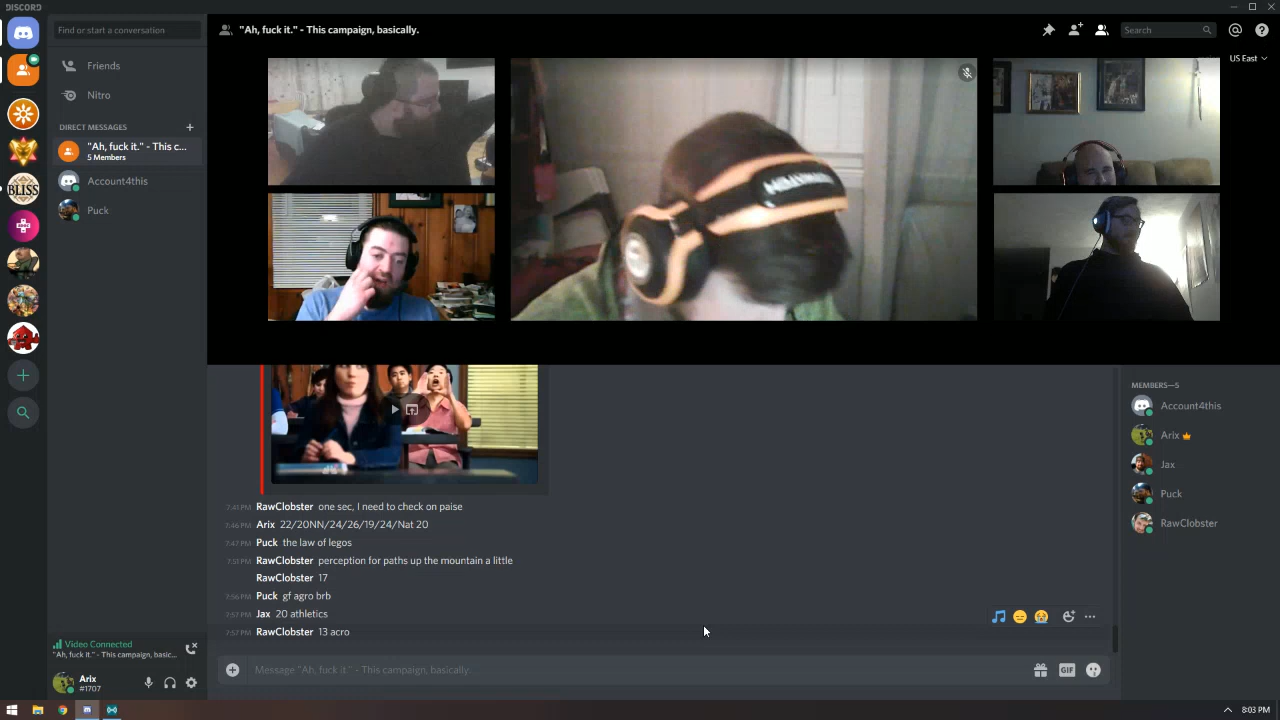 DISCORD
Find or start a conversation
Friends
Nitro
DIRECT MESSAGES
"Ah, fuck it." - This c...
5 Members
Account4this
Puck
BLISS
"Ah, fuck it." - This campaign, basically.
Search
US East
7:41 PM RawClobster one sec, I need to check on paise
7:46 PM Arix 22/20NN/24/26/19/24/Nat 20
7:47 PM Puck the law of legos
7:51 PM RawClobster perception for paths up the mountain a little
RawClobster 17
7:56 PM Puck gf agro brb
7:57 PM Jax 20 athletics
7:57 PM RawClobster 13 acro
Message "Ah, fuck it." - This campaign, basically.
GIF
MEMBERS—5
Account4this
Arix
Jax
Puck
RawClobster
Video Connected
"Ah, fuck it." - This campaign, basic...
Arix
#1707
8:03 PM